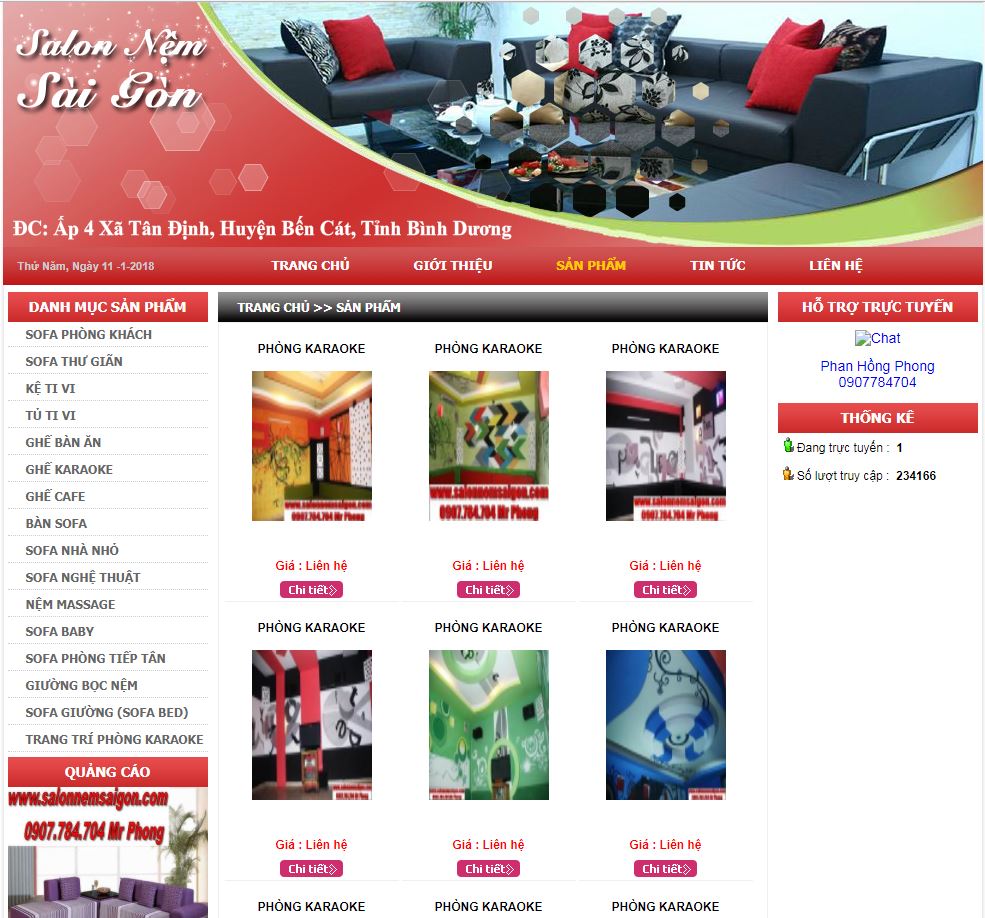 Salon Nệm
Sài Gòn
ĐC: Ấp 4 Xã Tân Định, Huyện Bến Cát, Tỉnh Bình Dương
Thứ Năm, Ngày 11 -1-2018
TRANG CHỦ
GIỚI THIỆU
SẢN PHẨM
TIN TỨC
LIÊN HỆ
DANH MỤC SẢN PHẨM
SOFA PHÒNG KHÁCH
SOFA THƯ GIÃN
KỆ TI VI
TỦ TI VI
GHẾ BÀN ĂN
GHẾ KARAOKE
GHẾ CAFE
BÀN SOFA
SOFA NHÀ NHỎ
SOFA NGHỆ THUẬT
NỆM MASSAGE
SOFA BABY
SOFA PHÒNG TIẾP TÂN
GIƯỜNG BỌC NỆM
SOFA GIƯỜNG (SOFA BED)
TRANG TRÍ PHÒNG KARAOKE
QUẢNG CÁO
www.salonnemsaigon.com
0907.784.704 Mr Phong
TRANG CHỦ >> SẢN PHẨM
PHÒNG KARAOKE
PHÒNG KARAOKE
PHÒNG KARAOKE
www.salonnemsaigon.com
0907.784.704 Mr Phong
www.salonnemsaigon.com
0907.784.704 Mr Phong
www.salonnemsaigon.com
0907.784.704 Mr Phong
Giá : Liên hệ
Giá : Liên hệ
Giá : Liên hệ
Chi tiết
Chi tiết
Chi tiết
PHÒNG KARAOKE
PHÒNG KARAOKE
PHÒNG KARAOKE
Giá : Liên hệ
Giá : Liên hệ
Giá : Liên hệ
Chi tiết
Chi tiết
Chi tiết
PHÒNG KARAOKE
PHÒNG KARAOKE
PHÒNG KARAOKE
HỖ TRỢ TRỰC TUYẾN
Chat
Phan Hồng Phong
0907784704
THỐNG KÊ
Đang trực tuyến : 1
Số lượt truy cập : 234166